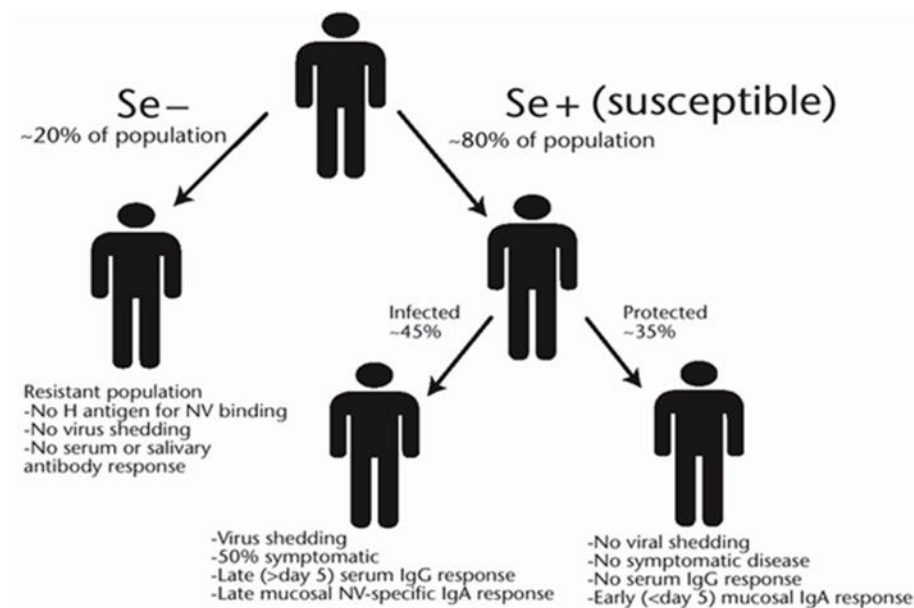 Se−
~20% of population
Se+ (susceptible)
~80% of population
Infected
~45%
Protected
~35%
Resistant population
-No H antigen for NV binding
-No virus shedding
-No serum or salivary
antibody response
-Virus shedding
-50% symptomatic
-Late (>day 5) serum IgG response
-Late mucosal NV-specific IgA response
-No viral shedding
-No symptomatic disease
-No serum IgG response
-Early (<day 5) mucosal IgA response